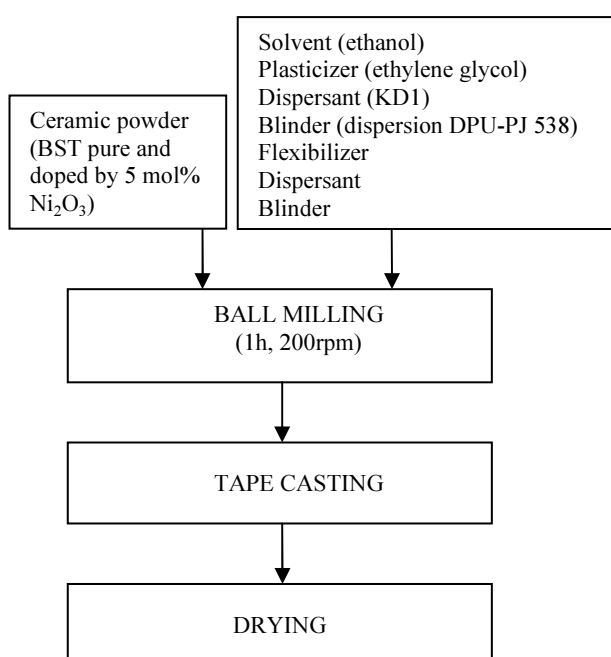 Ceramic powder
(BST pure and
doped by 5 mol%
Ni₂O₃)
Solvent (ethanol)
Plasticizer (ethylene glycol)
Dispersant (KD1)
Blinder (dispersion DPU-PJ 538)
Flexibilizer
Dispersant
Blinder
BALL MILLING
(1h, 200rpm)
TAPE CASTING
DRYING